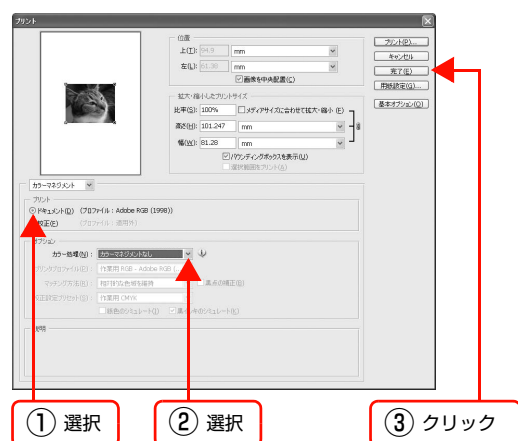 プリント
位置
上(T): 94.9 mm
左(L): 61.38 mm
画像を中央配置(C)
拡大・縮小したプリントサイズ
比率(S): 100% メディアサイズに合わせて拡大・縮小 (F)
高さ(H): 101.247 mm
幅(W): 81.28 mm
バウンディングボックスを表示(U)
選択範囲をプリント(A)
プリント(P)...
キャンセル
完了(E)
用紙設定(G)...
基本オプション(O)
カラーマネジメント
プリント
ドキュメント(D) (プロファイル : Adobe RGB (1998))
校正(F) (プロファイル : 適用外)
オプション
カラー処理(N) : カラーマネジメントなし
プリンタプロファイル(E) : 作業用 RGB - Adobe RGB (...
マッチング方法(R) : 相対的な色域を維持 黒点の補正(B)
校正設定プリセット(S) : 作業用 CMYK
紙色のシミュレート(I) 黒インキのシミュレート(K)
説明
① 選択
② 選択
③ クリック